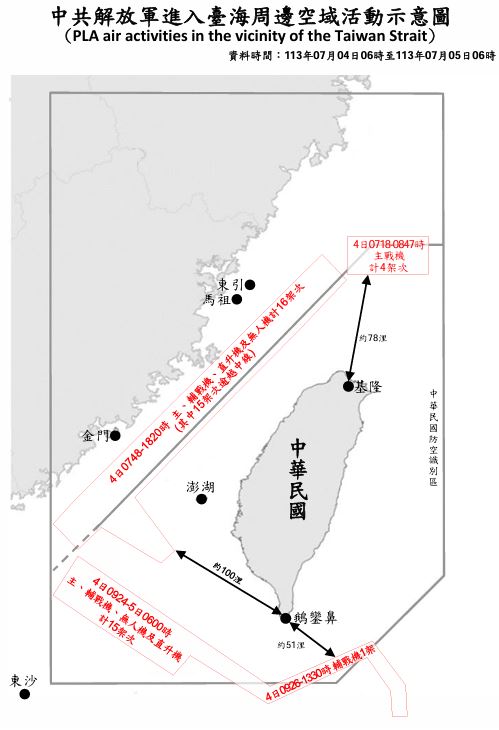 中共解放軍進入臺海周邊空域活動示意圖
（PLA air activities in the vicinity of the Taiwan Strait）
資料時間：113年07月04日06時至113年07月05日06時
4日0718-0847時
主戰機
計4架次
東引
馬祖
4日0748-1820時 主、輔戰機、直升機及無人機計16架次
(其中15架次逾越中線)
約78浬
基隆
中華民國防空識別區
金門
中華民國
澎湖
約100浬
4日0924-5日0600時
主、輔戰機、無人機及直升機
計15架次
鵝鑾鼻
約51浬
4日0926-1330時 輔戰機1架
東沙